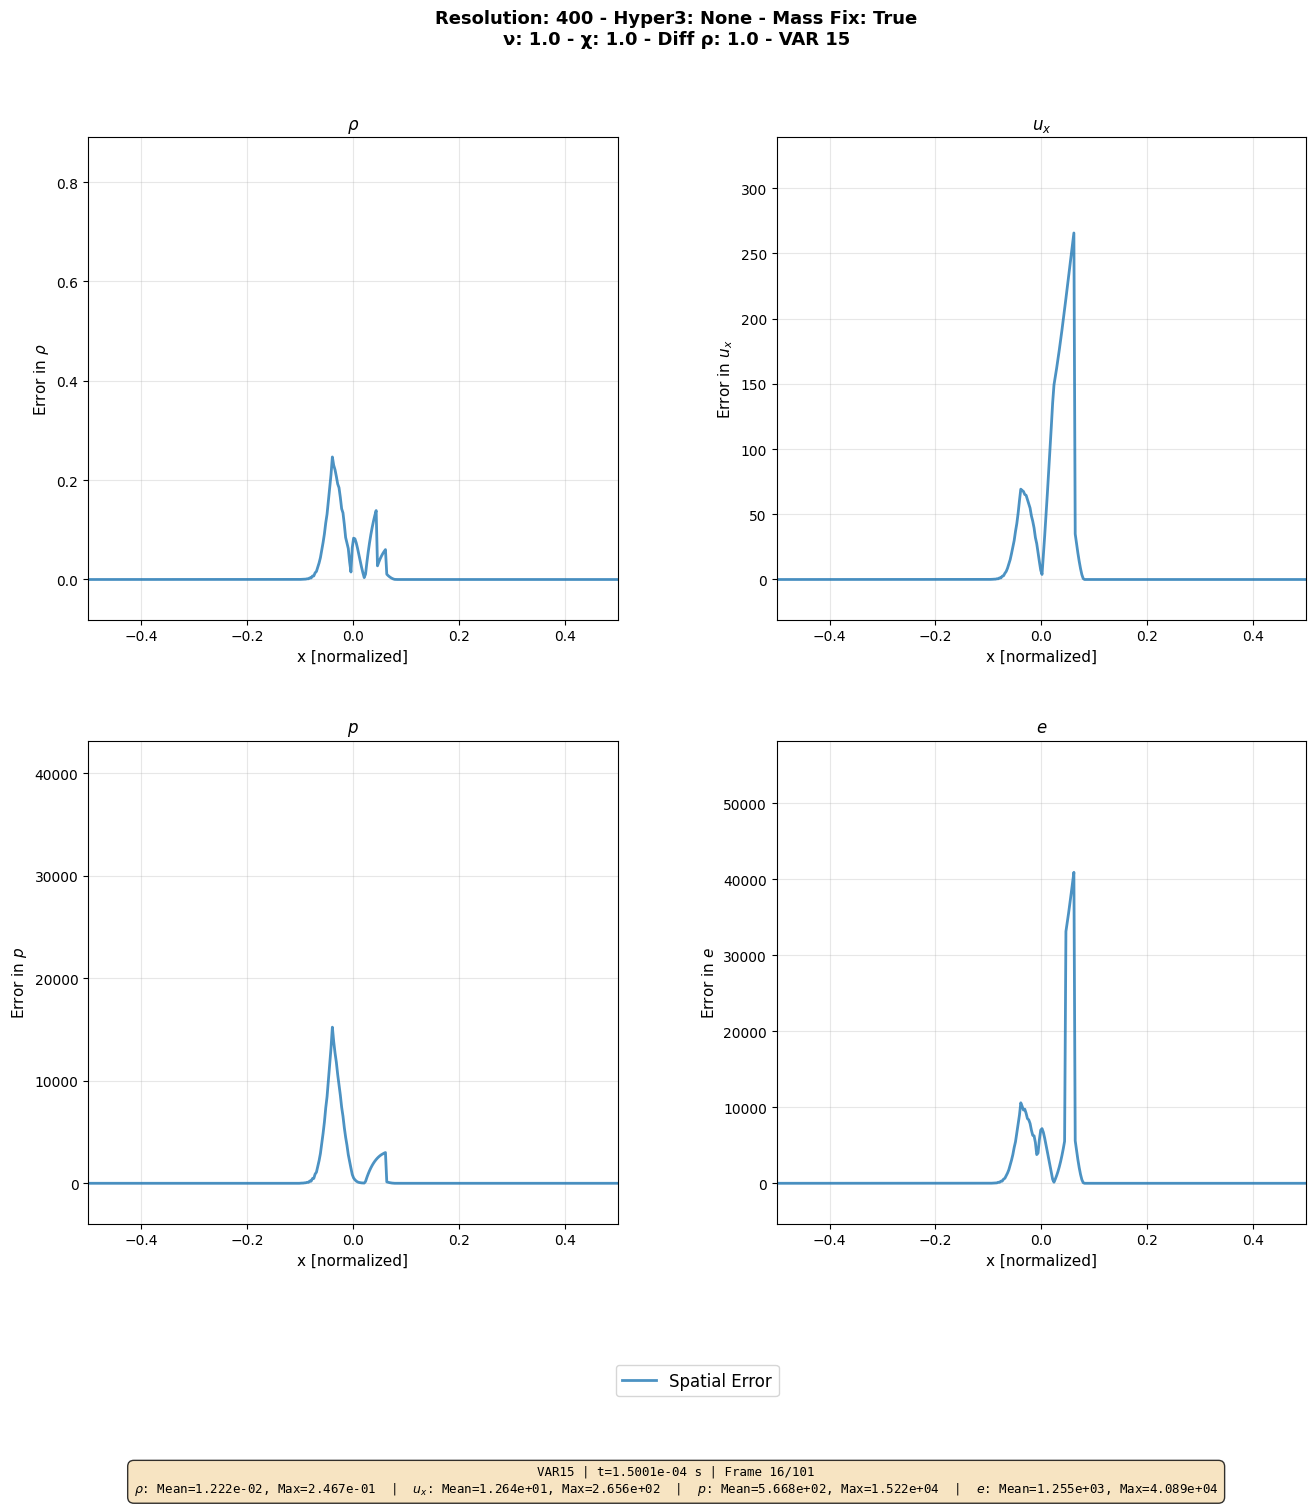 Resolution: 400 - Hyper3: None - Mass Fix: True
ν: 1.0 - χ: 1.0 - Diff ρ: 1.0 - VAR 15
ρ
0.8
0.6
0.4
0.2
0.0
Error in ρ
−0.4 −0.2 0.0 0.2 0.4
x [normalized]
uₓ
300
250
200
150
100
50
0
Error in uₓ
−0.4 −0.2 0.0 0.2 0.4
x [normalized]
p
40000
30000
20000
10000
0
Error in p
−0.4 −0.2 0.0 0.2 0.4
x [normalized]
e
50000
40000
30000
20000
10000
0
Error in e
−0.4 −0.2 0.0 0.2 0.4
x [normalized]
Spatial Error
VAR15 | t=1.5001e-04 s | Frame 16/101
ρ: Mean=1.222e-02, Max=2.467e-01 | uₓ: Mean=1.264e+01, Max=2.656e+02 | p: Mean=5.668e+02, Max=1.522e+04 | e: Mean=1.255e+03, Max=4.089e+04